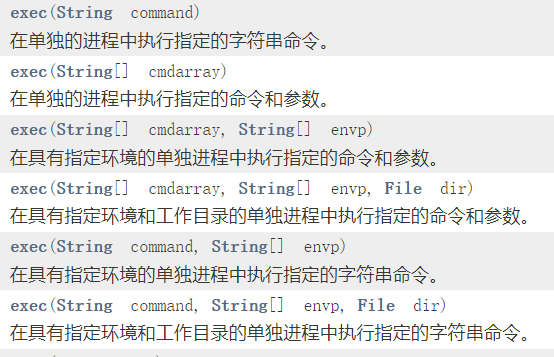 exec(String command)
在单独的进程中执行指定的字符串命令。
exec(String[] cmdarray)
在单独的进程中执行指定的命令和参数。
exec(String[] cmdarray, String[] envp)
在具有指定环境的单独进程中执行指定的命令和参数。
exec(String[] cmdarray, String[] envp, File dir)
在具有指定环境和工作目录的单独进程中执行指定的命令和参数。
exec(String command, String[] envp)
在具有指定环境的单独进程中执行指定的字符串命令。
exec(String command, String[] envp, File dir)
在具有指定环境和工作目录的单独进程中执行指定的字符串命令。